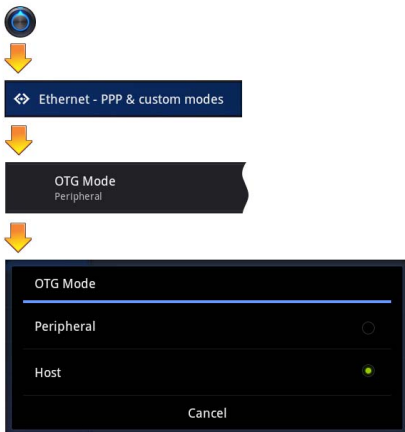 Ethernet - PPP & custom modes
OTG Mode
Peripheral
OTG Mode
Peripheral
Host
Cancel